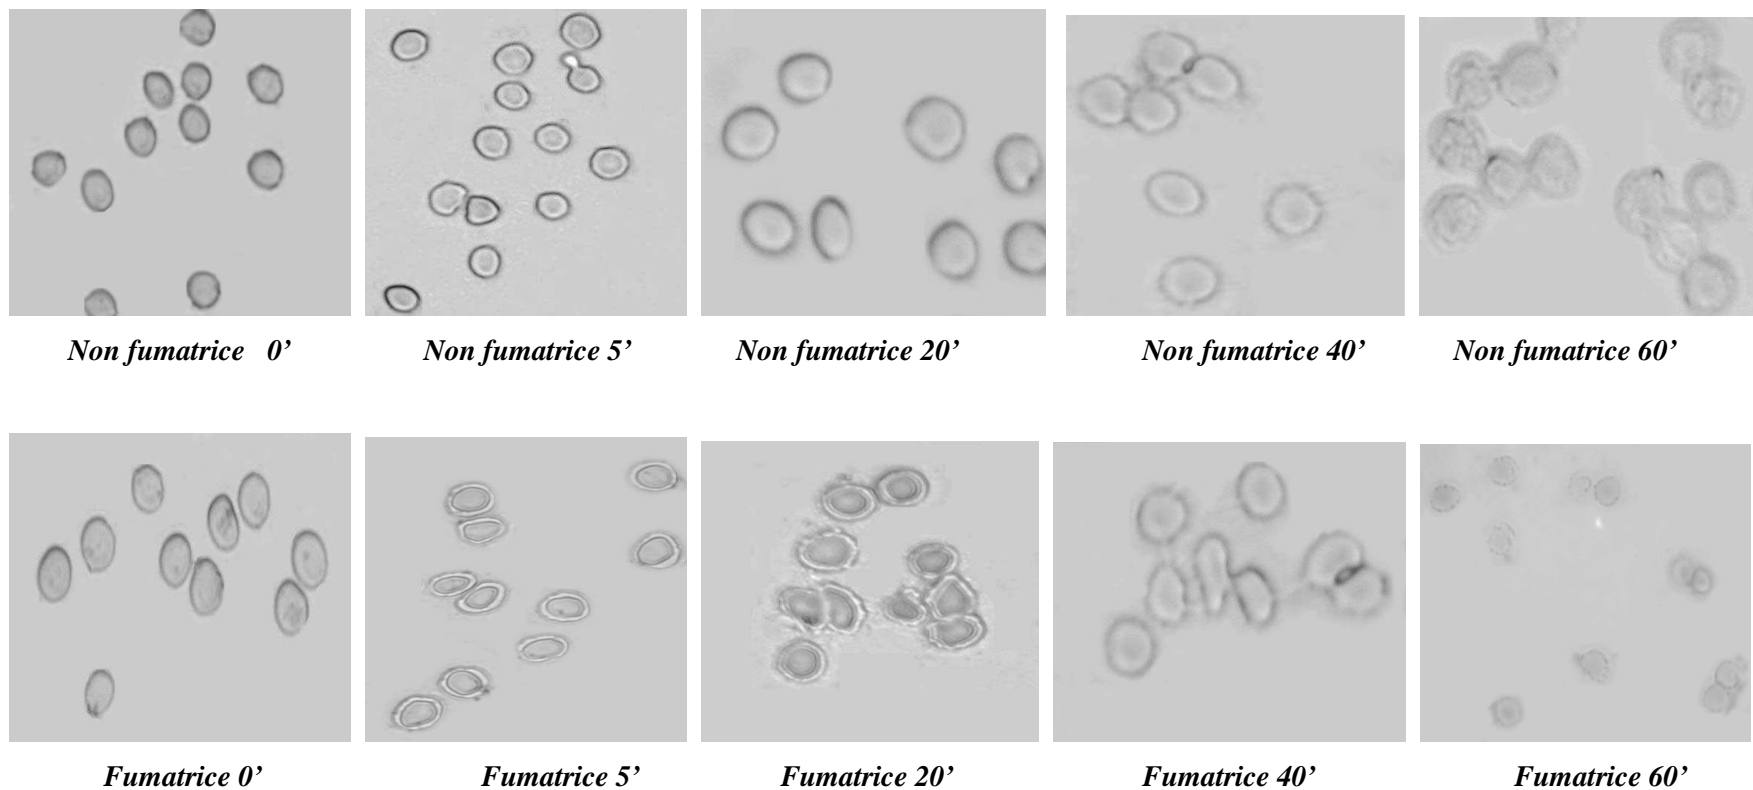 Non fumatrice 0’
Non fumatrice 5’
Non fumatrice 20’
Non fumatrice 40’
Non fumatrice 60’
Fumatrice 0’
Fumatrice 5’
Fumatrice 20’
Fumatrice 40’
Fumatrice 60’